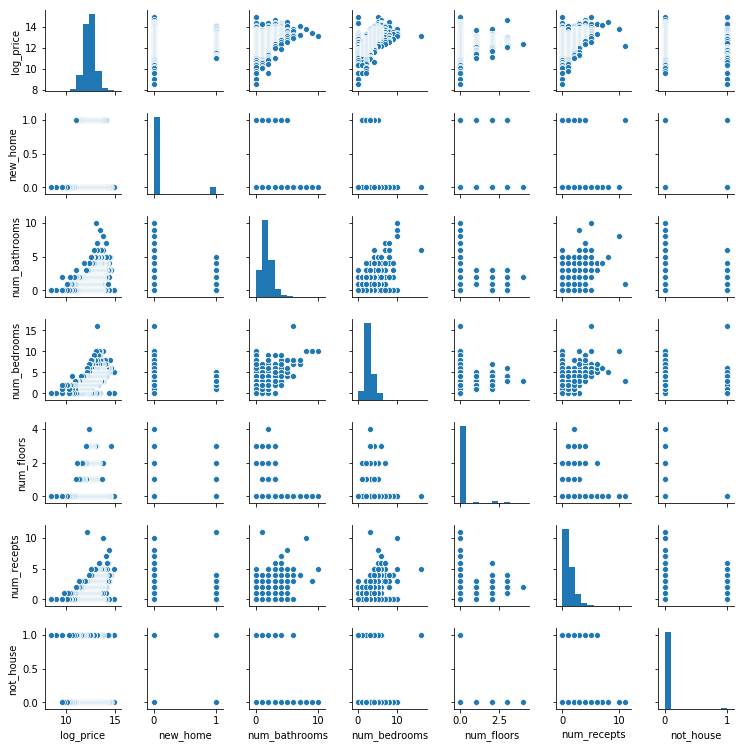 log_price
14
12
10
8
new_home
1.0
0.5
0.0
num_bathrooms
10
5
0
num_bedrooms
15
10
5
0
num_floors
4
2
0
num_recepts
10
5
0
not_house
1.0
0.5
0.0
10 15 0 1 0 10 0 10 0.0 2.5 0 10 0 1
log_price new_home num_bathrooms num_bedrooms num_floors num_recepts not_house